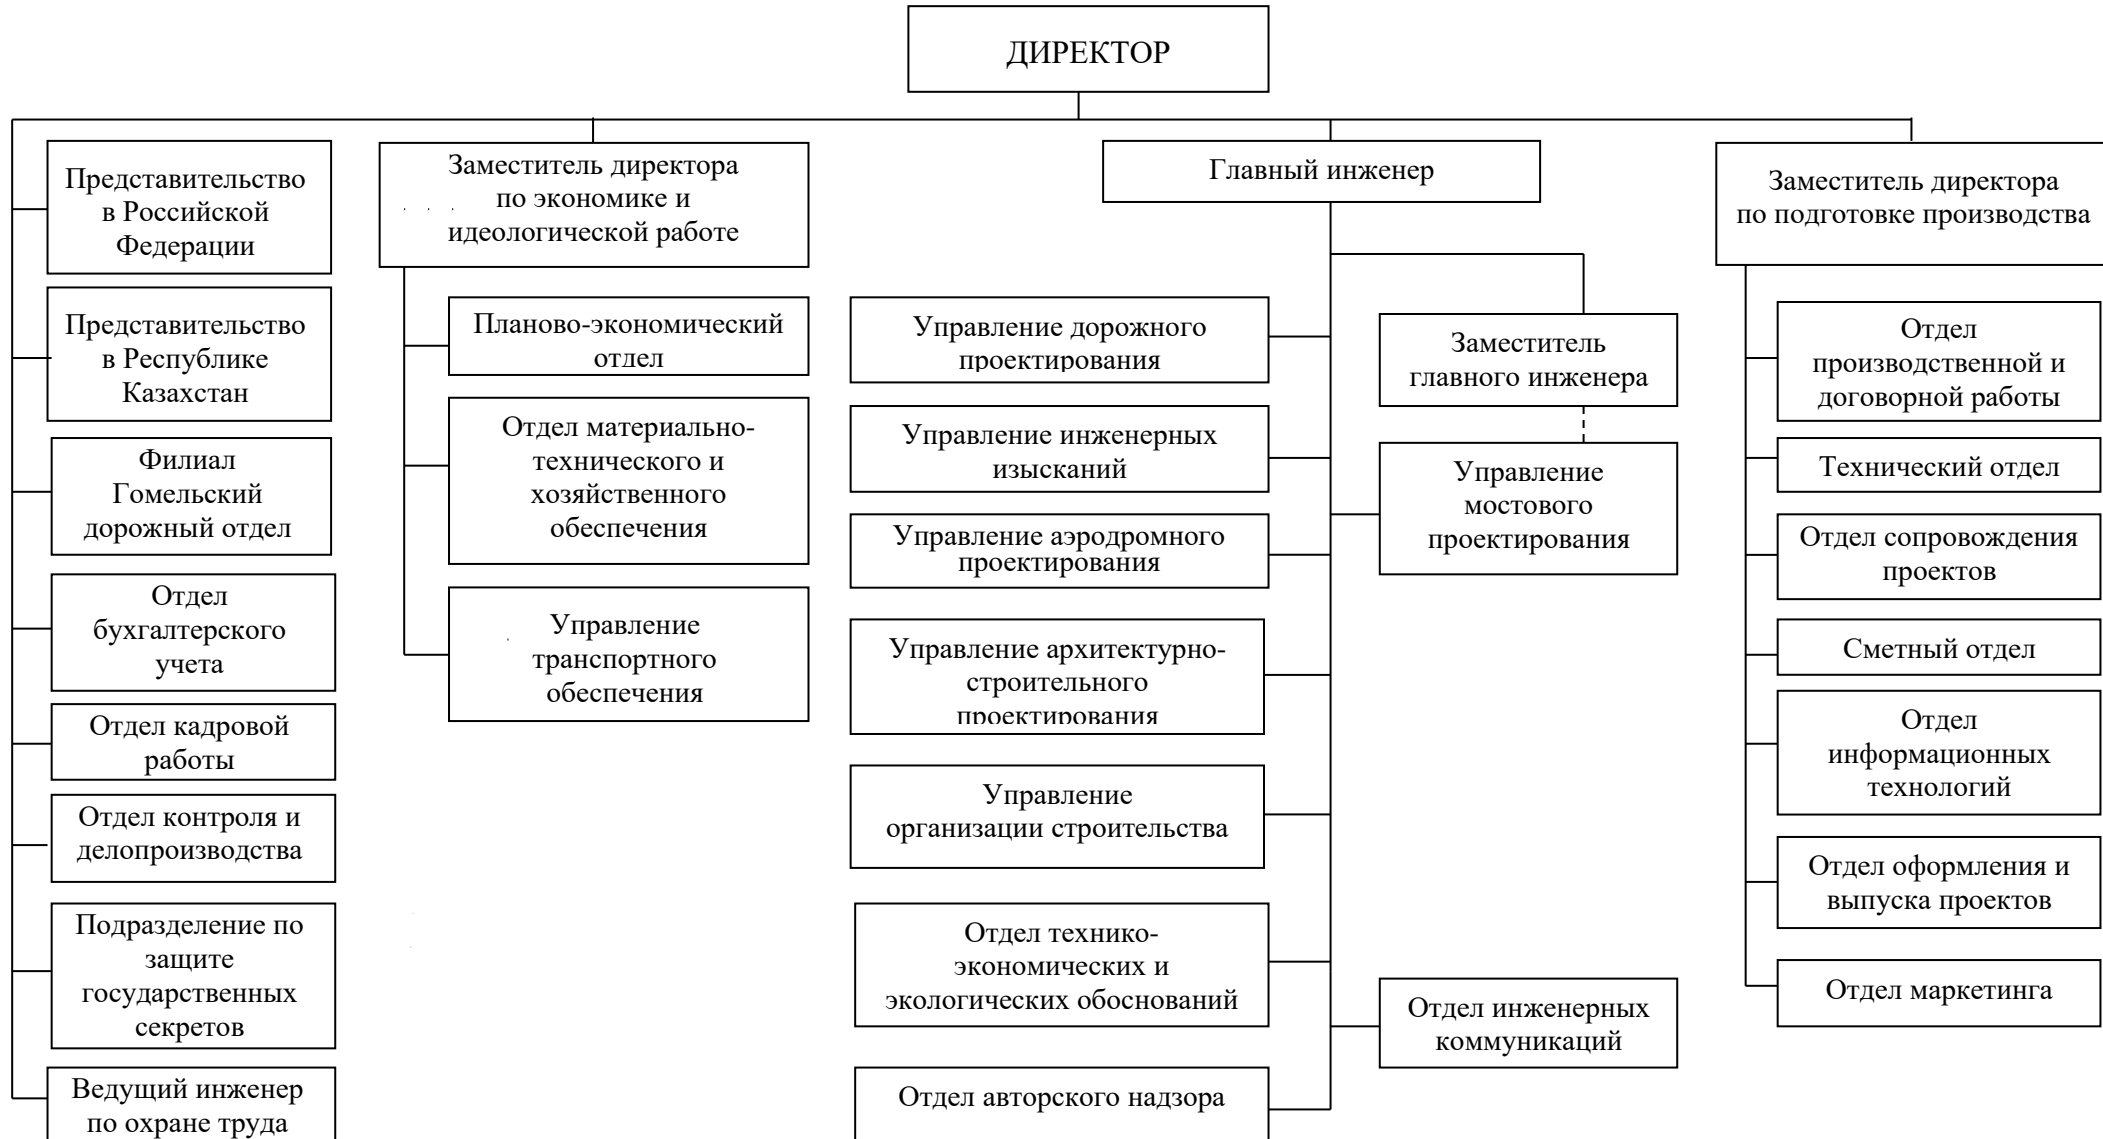 ДИРЕКТОР
Представительство
в Российской
Федерации
Представительство
в Республике
Казахстан
Филиал
Гомельский
дорожный отдел
Отдел
бухгалтерского
учета
Отдел кадровой
работы
Отдел контроля и
делопроизводства
Подразделение по
защите
государственных
секретов
Ведущий инженер
по охране труда
Заместитель директора
по экономике и
идеологической работе
Планово-экономический
отдел
Отдел материально-
технического и
хозяйственного
обеспечения
Управление
транспортного
обеспечения
Главный инженер
Управление дорожного
проектирования
Управление инженерных
изысканий
Управление аэродромного
проектирования
Управление архитектурно-
строительного
проектирования
Управление
организации строительства
Отдел технико-
экономических и
экологических обоснований
Отдел авторского надзора
Заместитель
главного инженера
Управление
мостового
проектирования
Отдел инженерных
коммуникаций
Заместитель директора
по подготовке производства
Отдел
производственной и
договорной работы
Технический отдел
Отдел сопровождения
проектов
Сметный отдел
Отдел
информационных
технологий
Отдел оформления и
выпуска проектов
Отдел маркетинга